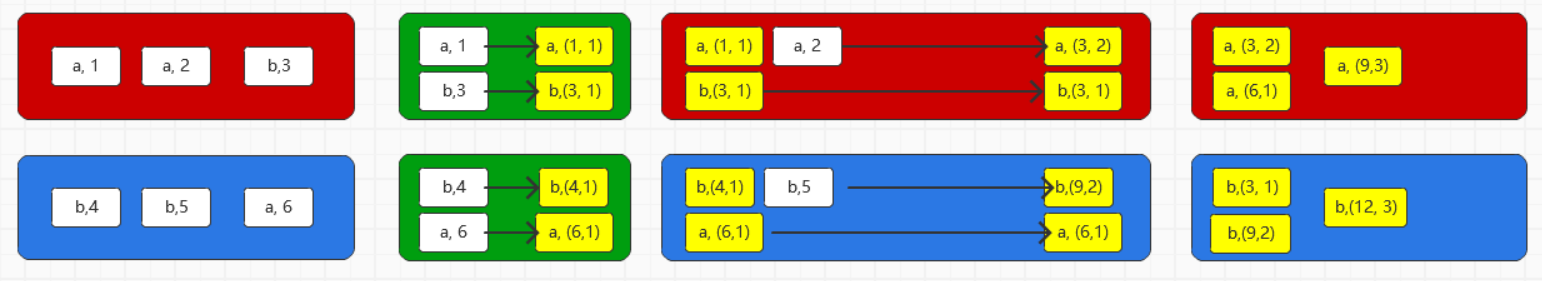 a, 1
a, 2
b,3
a, 1
a, (1, 1)
b,3
b,(3, 1)
a, (1, 1)
a, 2
a, (3, 2)
b,(3, 1)
b,(3, 1)
a, (3, 2)
a, (6,1)
a, (9,3)
b,4
b,5
a, 6
b,4
b,(4,1)
a, 6
a, (6,1)
b,(4,1)
b,5
b,(9,2)
a, (6,1)
a, (6,1)
b,(3, 1)
b,(9,2)
b,(12, 3)